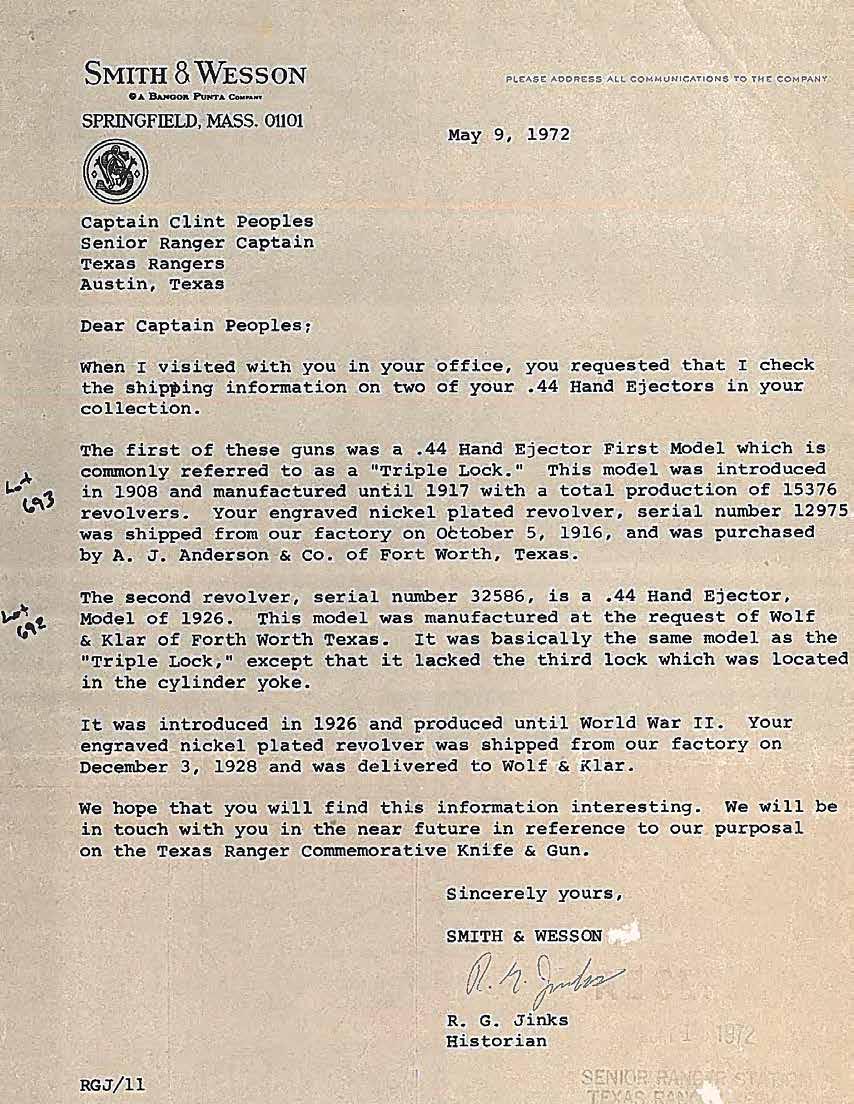 SMITH & WESSON
PLEASE ADDRESS ALL COMMUNICATIONS TO THE COMPANY
A BANGOR PUNTA COMPANY
SPRINGFIELD, MASS. 01101
May 9, 1972
Captain Clint Peoples
Senior Ranger Captain
Texas Rangers
Austin, Texas
Dear Captain Peoples;
When I visited with you in your office, you requested that I check
the shipping information on two of your .44 Hand Ejectors in your
collection.
The first of these guns was a .44 Hand Ejector First Model which is
commonly referred to as a "Triple Lock." This model was introduced
Lot
in 1908 and manufactured until 1917 with a total production of 15376
693
revolvers. Your engraved nickel plated revolver, serial number 12975
was shipped from our factory on October 5, 1916, and was purchased
by A. J. Anderson & Co. of Fort Worth, Texas.
The second revolver, serial number 32586, is a .44 Hand Ejector,
Lot
Model of 1926. This model was manufactured at the request of Wolf
692
& Klar of Forth Worth Texas. It was basically the same model as the
"Triple Lock," except that it lacked the third lock which was located
in the cylinder yoke.
It was introduced in 1926 and produced until World War II. Your
engraved nickel plated revolver was shipped from our factory on
December 3, 1928 and was delivered to Wolf & Klar.
We hope that you will find this information interesting. We will be
in touch with you in the near future in reference to our purposal
on the Texas Ranger Commemorative Knife & Gun.
Sincerely yours,
SMITH & WESSON
R. G. Jinks
R. G. Jinks
Historian
1 1972
RGJ/11
SENIOR RANGER
TEXAS